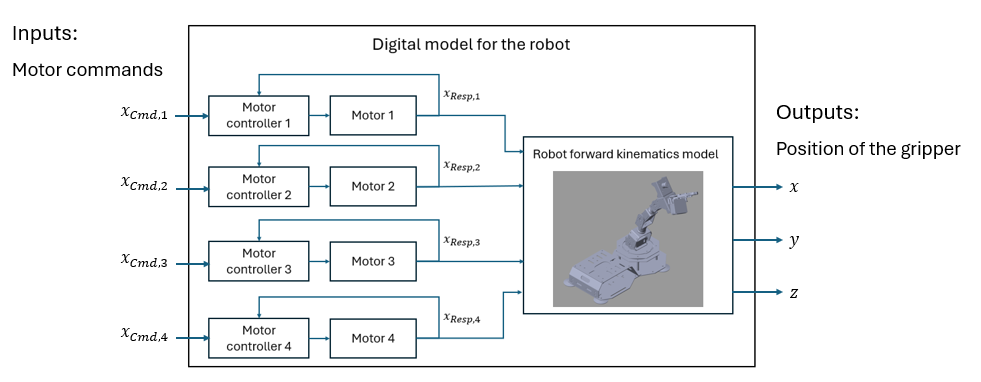 Inputs:
Motor commands
Digital model for the robot
x_{Cmd,1}
Motor
controller 1
Motor 1
x_{Resp,1}
x_{Cmd,2}
Motor
controller 2
Motor 2
x_{Resp,2}
x_{Cmd,3}
Motor
controller 3
Motor 3
x_{Resp,3}
x_{Cmd,4}
Motor
controller 4
Motor 4
x_{Resp,4}
Robot forward kinematics model
Outputs:
Position of the gripper
x
y
z